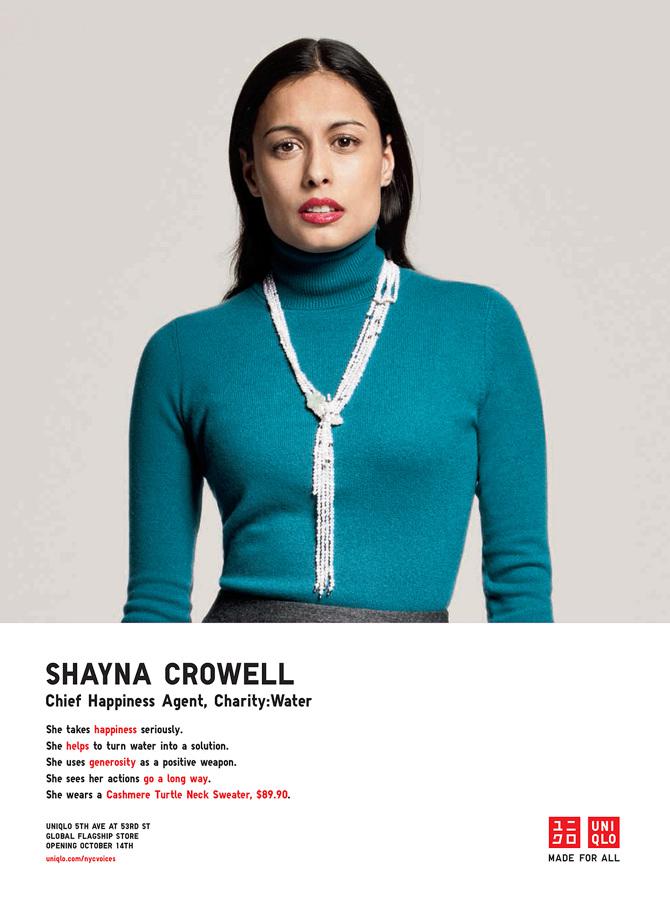 SHAYNA CROWELL
Chief Happiness Agent, Charity:Water
She takes happiness seriously.
She helps to turn water into a solution.
She uses generosity as a positive weapon.
She sees her actions go a long way.
She wears a Cashmere Turtle Neck Sweater, $89.90.
UNIQLO 5TH AVE AT 53RD ST
GLOBAL FLAGSHIP STORE
OPENING OCTOBER 14TH
uniqlo.com/nycvoices
ユニ UNI
クロ QLO
MADE FOR ALL